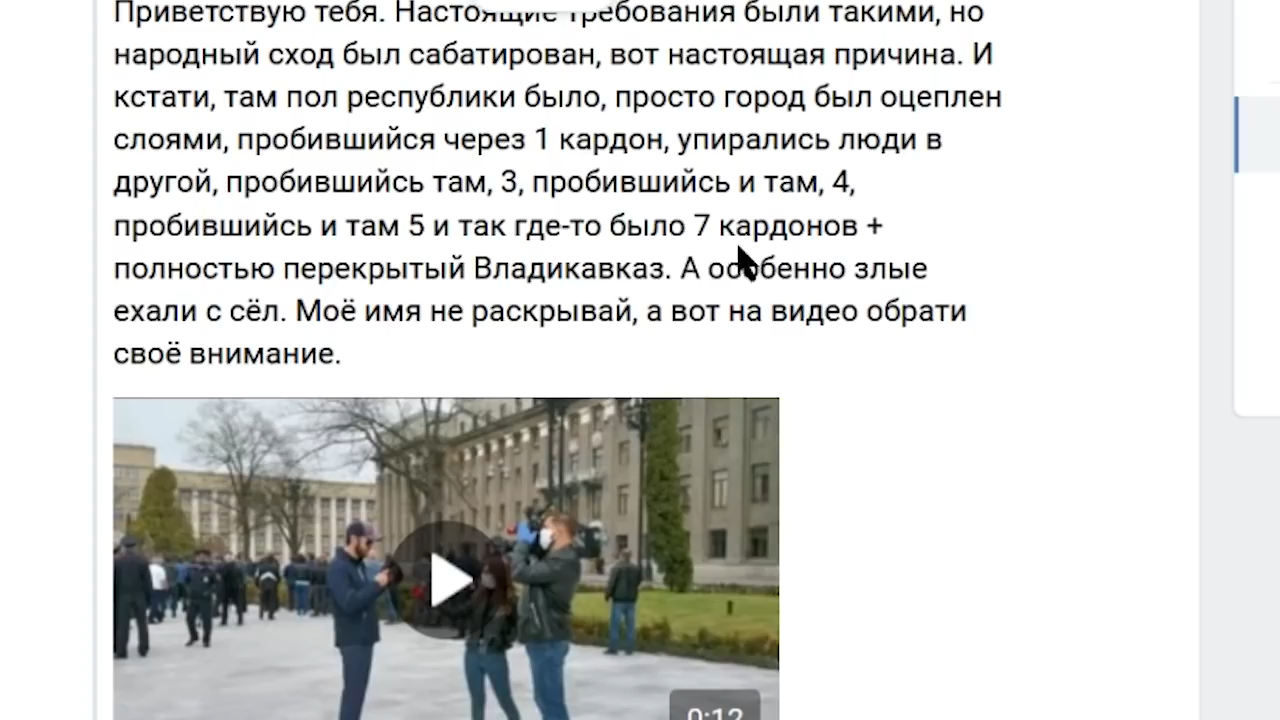 Приветствую тебя. Настоящие требования были такими, но
народный сход был сабатирован, вот настоящая причина. И
кстати, там пол республики было, просто город был оцеплен
слоями, пробившийся через 1 кардон, упирались люди в
другой, пробившийсь там, 3, пробившийсь и там, 4,
пробившийсь и там 5 и так где-то было 7 кардонов +
полностью перекрытый Владикавказ. А особенно злые
ехали с сёл. Моё имя не раскрывай, а вот на видео обрати
своё внимание.
0:12